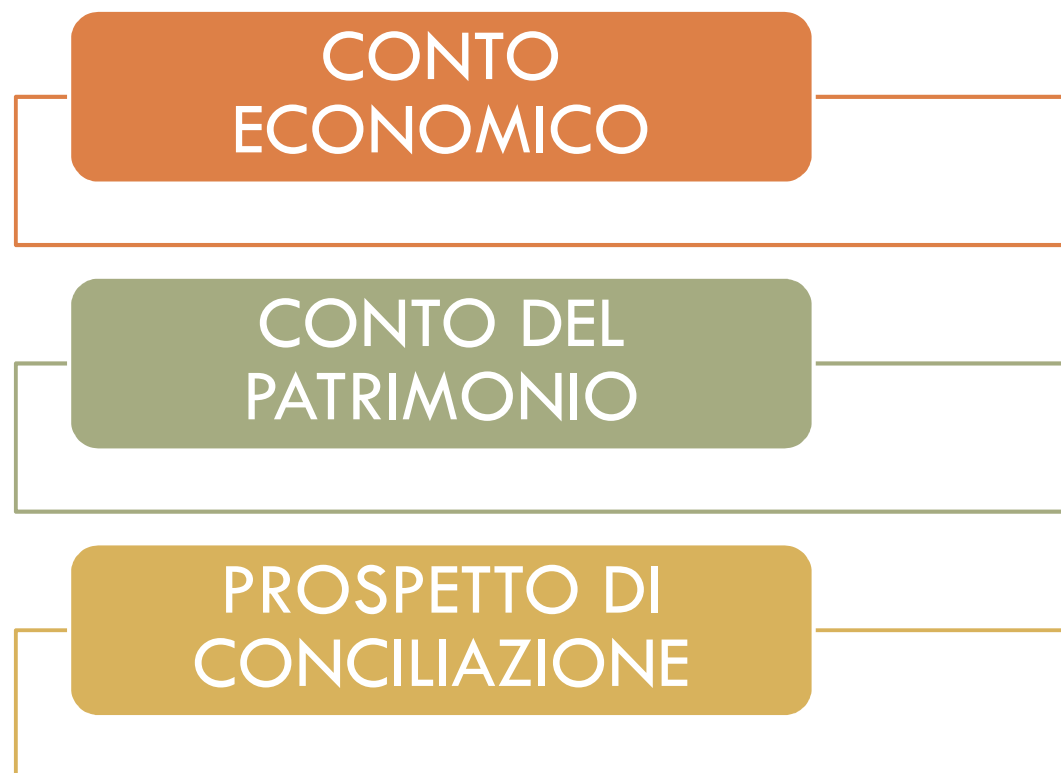 CONTO
ECONOMICO
CONTO DEL
PATRIMONIO
PROSPETTO DI
CONCILIAZIONE